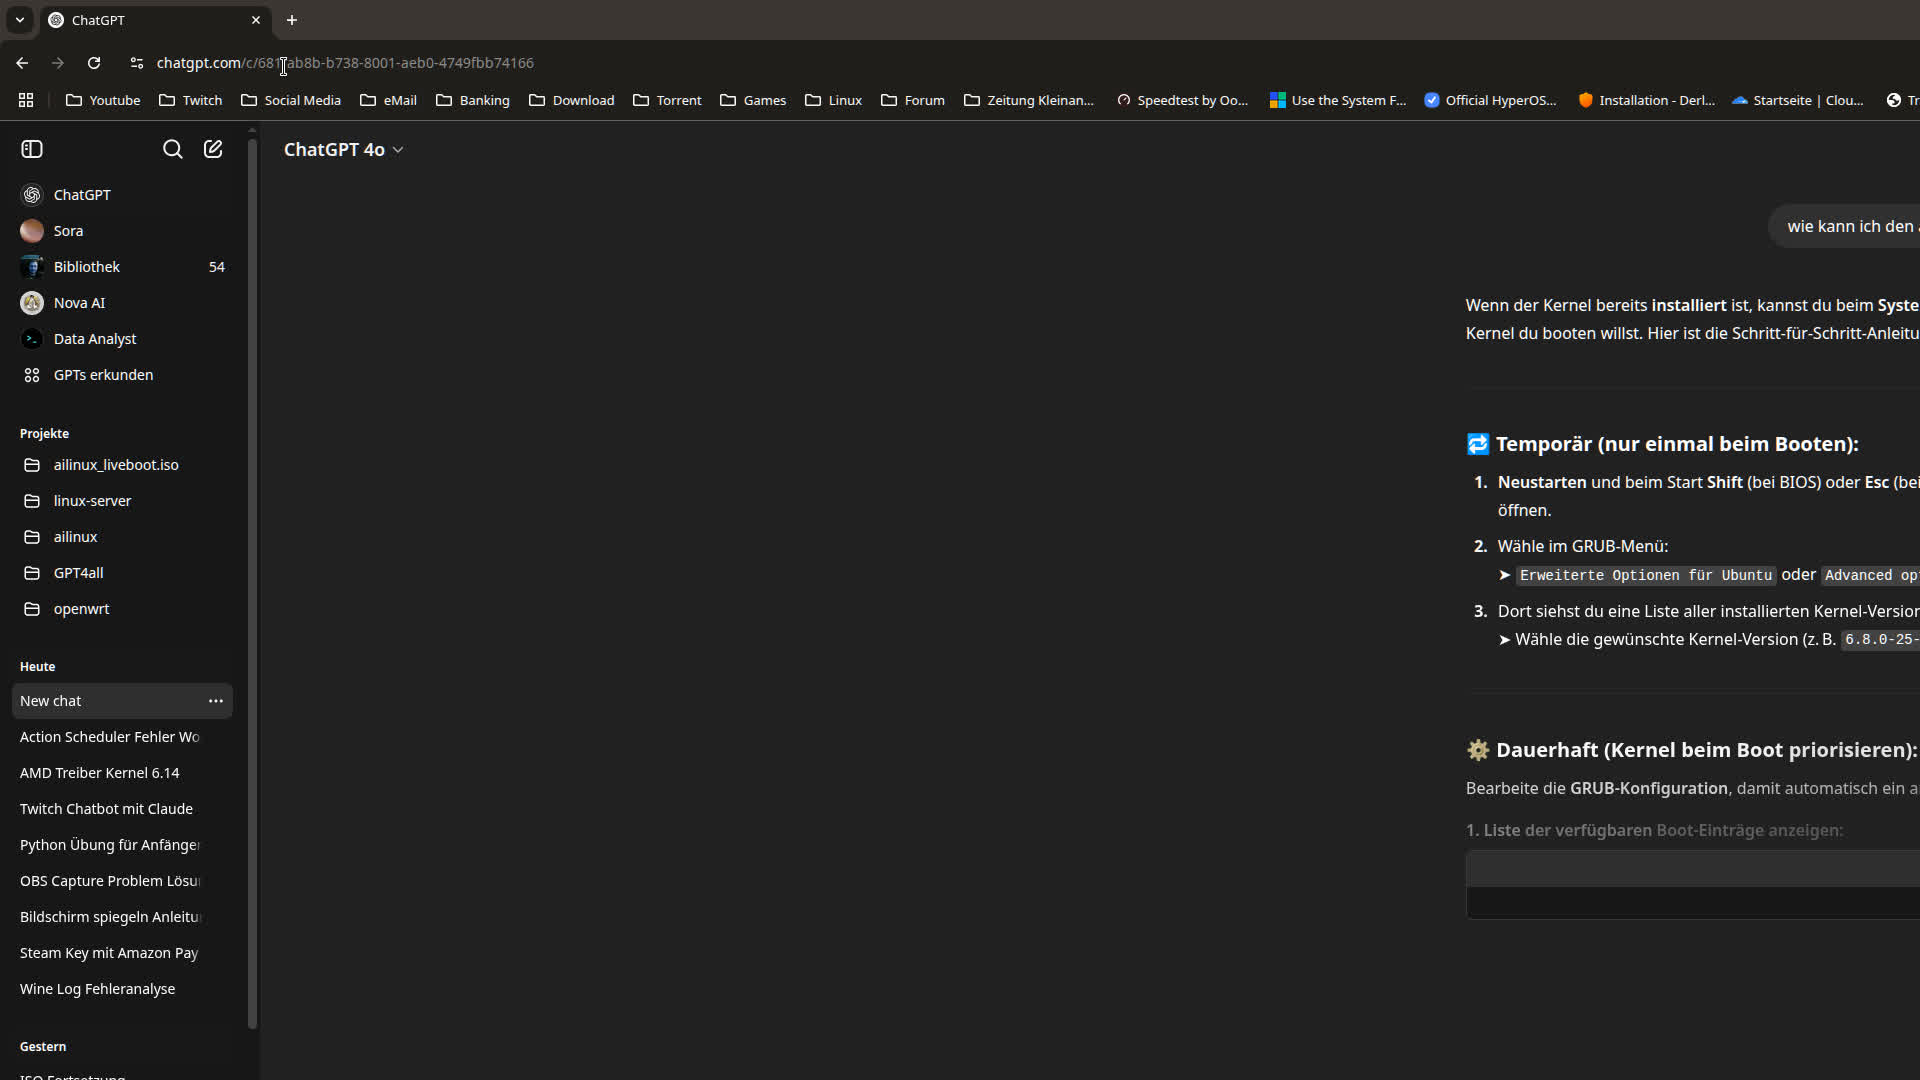 ChatGPT
chatgpt.com/c/681 ab8b-b738-8001-aeb0-4749fbb74166
Youtube Twitch Social Media eMail Banking Download Torrent Games Linux Forum Zeitung Kleinan... Speedtest by Oo... Use the System F... Official HyperOS... Installation - Derl... Startseite | Clou... Tr
ChatGPT 4o
ChatGPT
Sora
Bibliothek 54
Nova AI
Data Analyst
GPTs erkunden
Projekte
ailinux_liveboot.iso
linux-server
ailinux
GPT4all
openwrt
Heute
New chat
Action Scheduler Fehler Wo
AMD Treiber Kernel 6.14
Twitch Chatbot mit Claude
Python Übung für Anfänger
OBS Capture Problem Lösu
Bildschirm spiegeln Anleitu
Steam Key mit Amazon Pay
Wine Log Fehleranalyse
Gestern
ISO Fortsetzung
wie kann ich den
Wenn der Kernel bereits installiert ist, kannst du beim Syste
Kernel du booten willst. Hier ist die Schritt-für-Schritt-Anleitu
🔁 Temporär (nur einmal beim Booten):
1. Neustarten und beim Start Shift (bei BIOS) oder Esc (bei
öffnen.
2. Wähle im GRUB-Menü:
➤ Erweiterte Optionen für Ubuntu oder Advanced op
3. Dort siehst du eine Liste aller installierten Kernel-Version
➤ Wähle die gewünschte Kernel-Version (z. B. 6.8.0-25-
⚙️ Dauerhaft (Kernel beim Boot priorisieren):
Bearbeite die GRUB-Konfiguration, damit automatisch ein a
1. Liste der verfügbaren Boot-Einträge anzeigen: